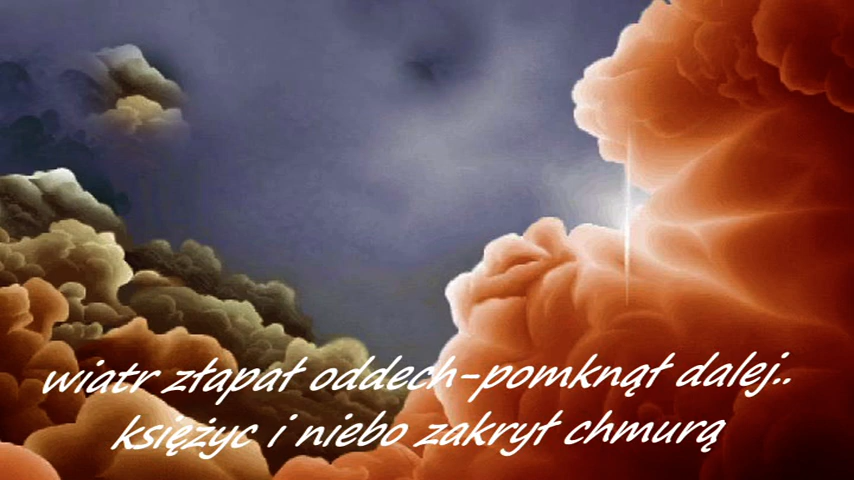 wiatr złapał oddech-pomknął dalej..
księżyc i niebo zakrył chmurą